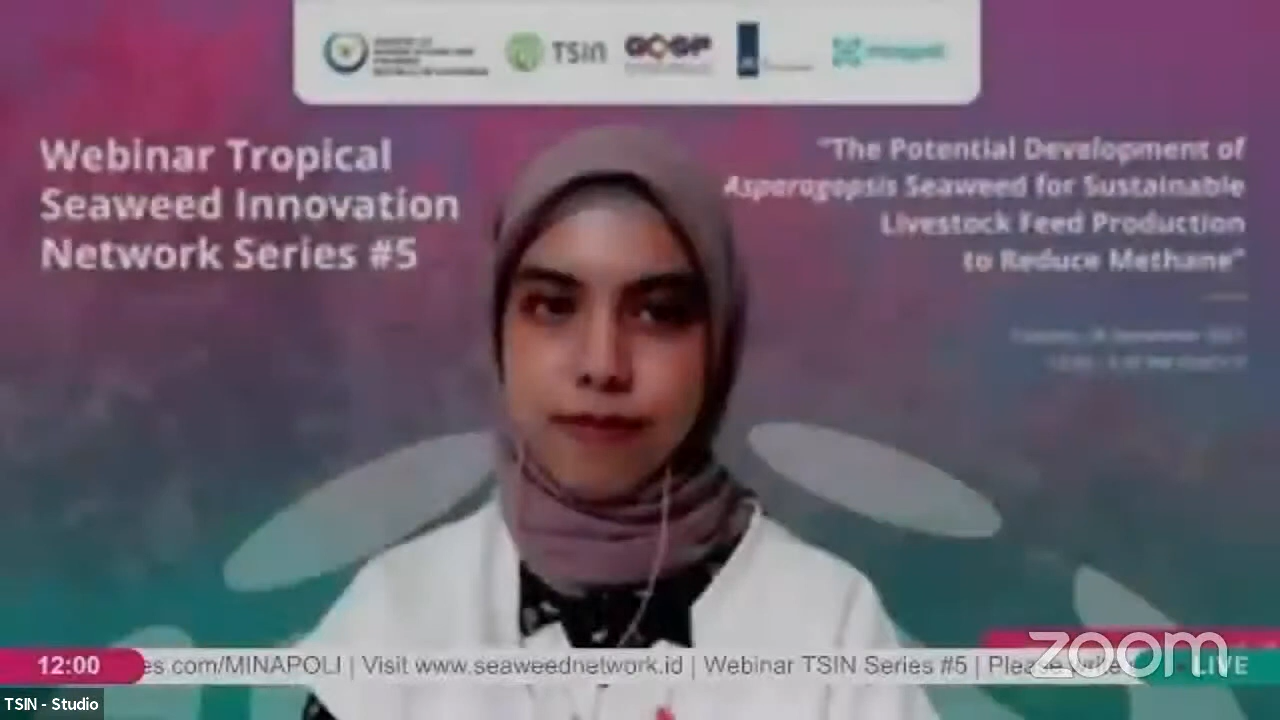 TSIN
Webinar Tropical
Seaweed Innovation
Network Series #5
"The Potential Development of
Asparagopsis Seaweed for Sustainable
Livestock Feed Production
to Reduce Methane"
12:00
es.com/MINAPOLI | Visit www.seaweednetwork.id | Webinar TSIN Series #5 |
zoom
LIVE
TSIN - Studio